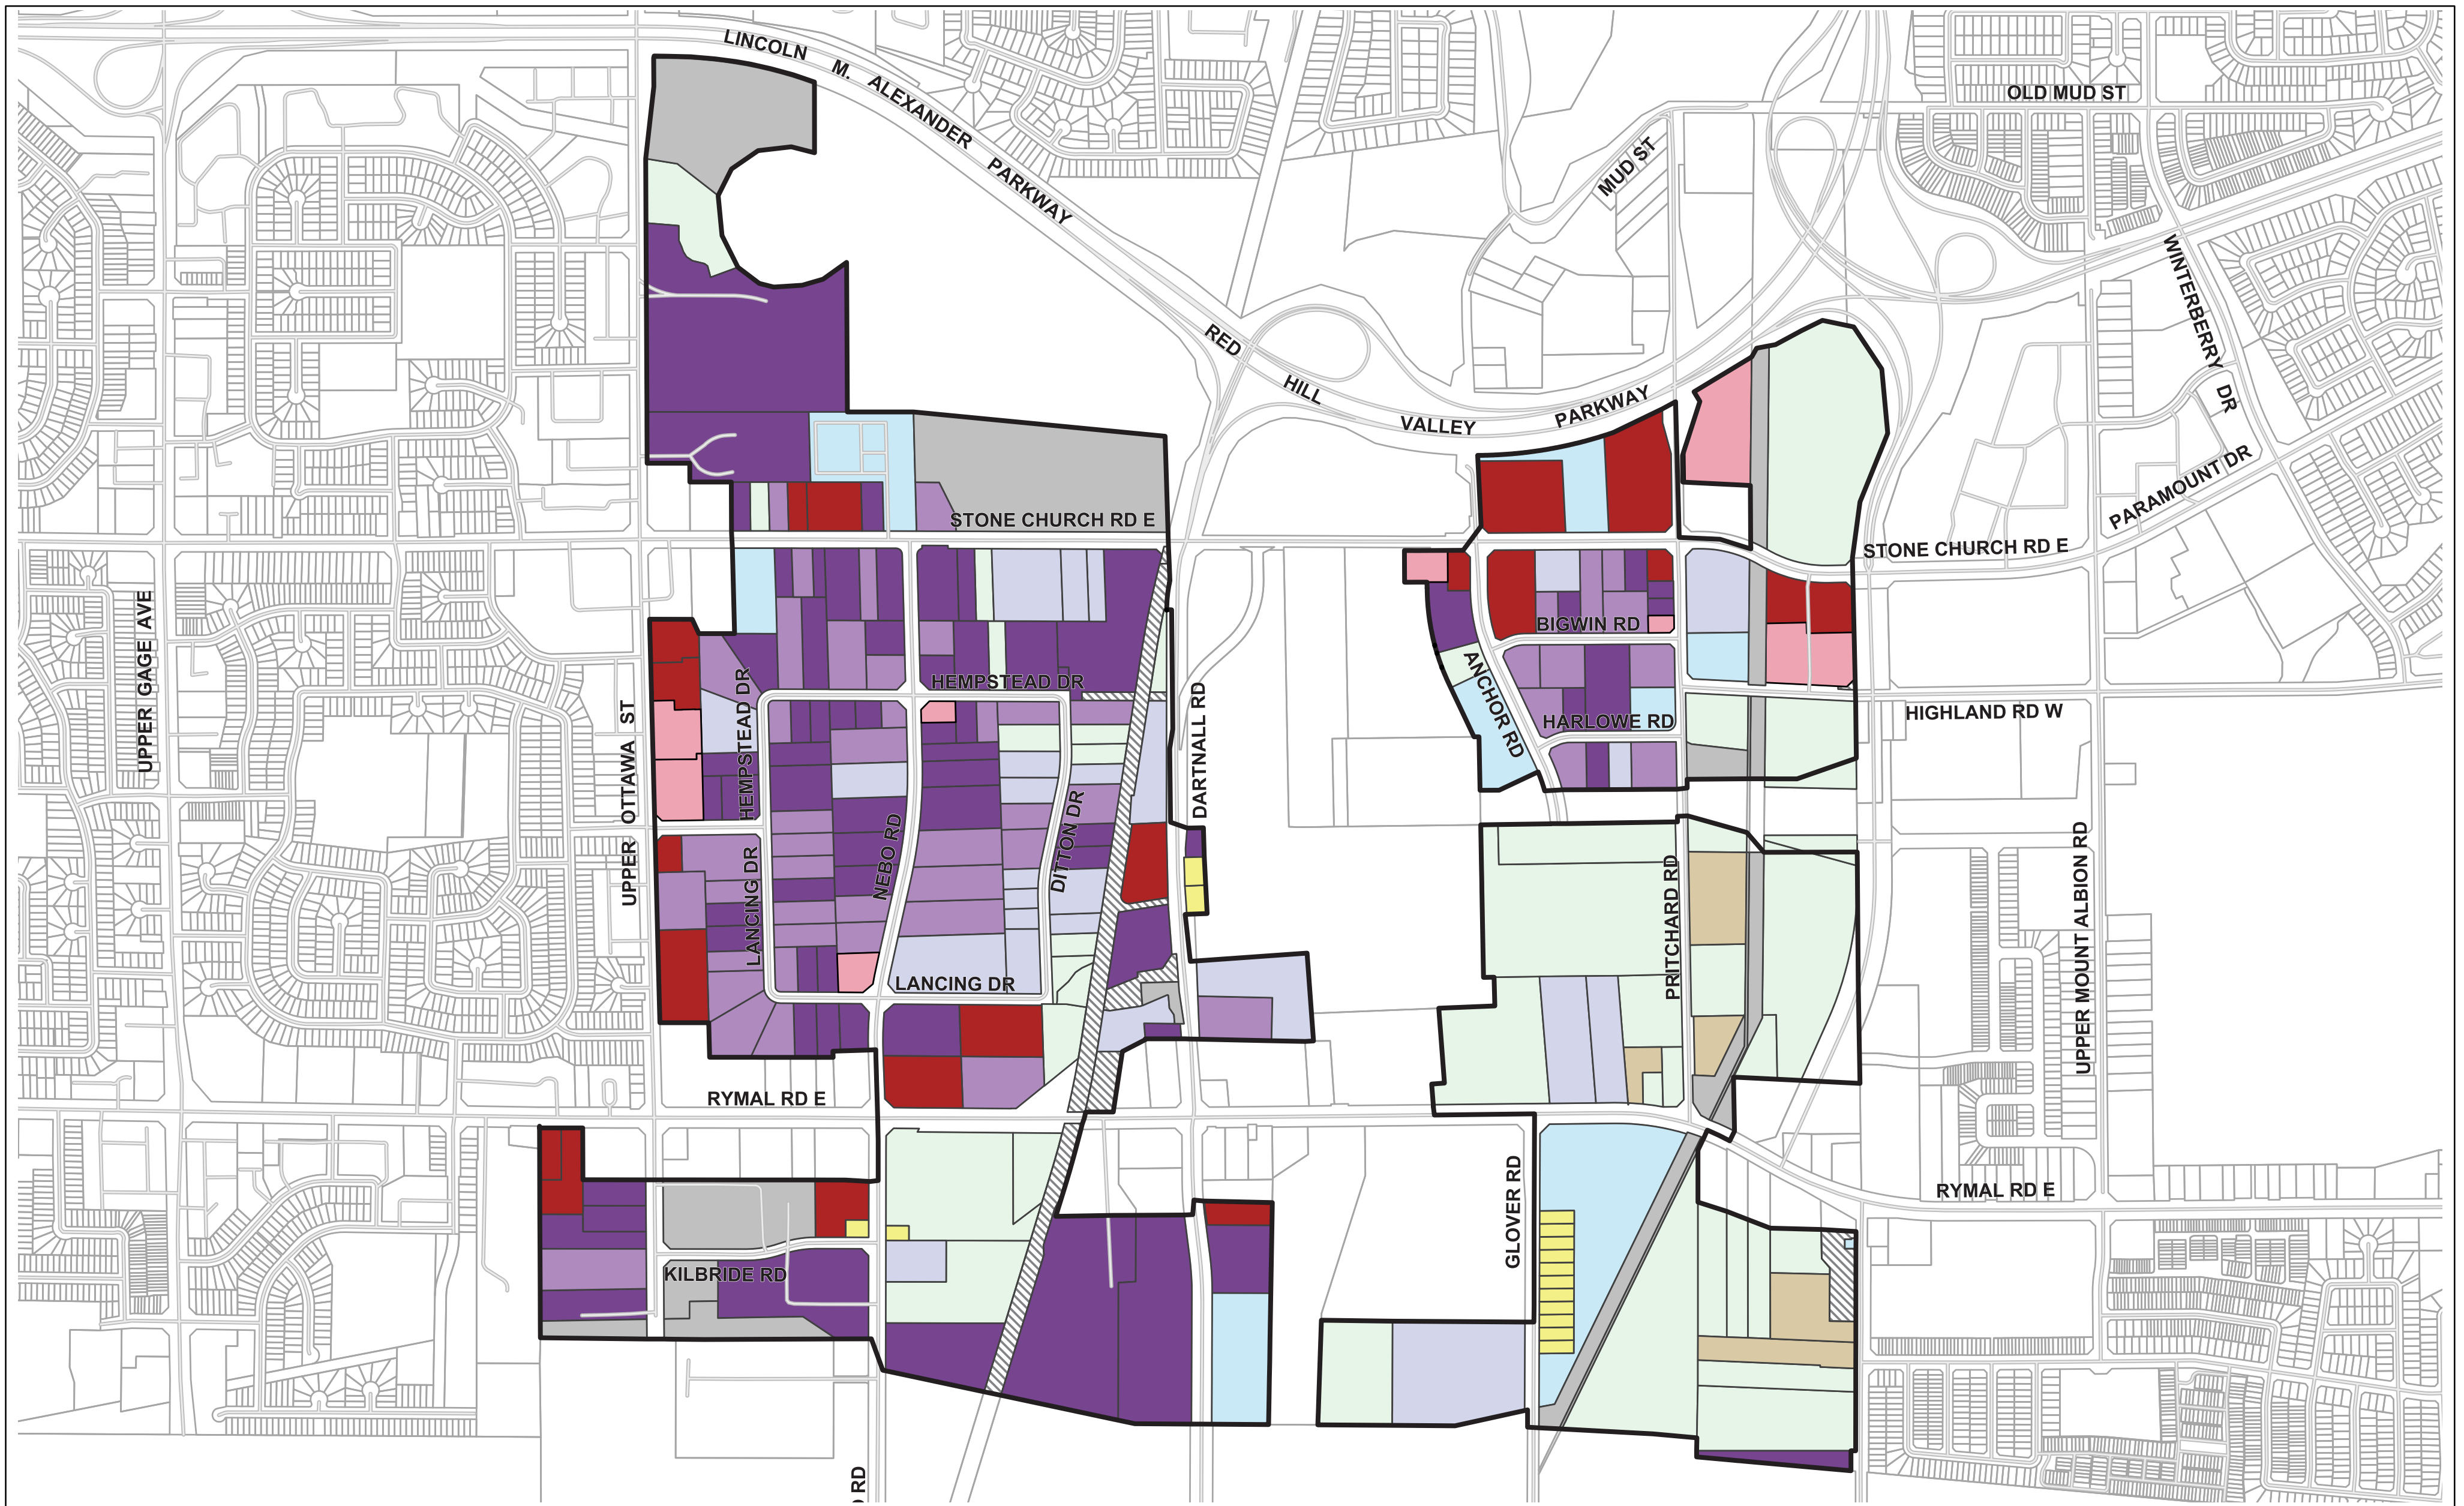 LINCOLN M. ALEXANDER PARKWAY
OLD MUD ST
MUD ST
WINTERBERRY DR
RED HILL VALLEY PARKWAY
PARAMOUNT DR
STONE CHURCH RD E
STONE CHURCH RD E
UPPER GAGE AVE
BIGWIN RD
ANCHOR RD
HEMPSTEAD DR
HEMPSTEAD DR
UPPER OTTAWA ST
DARTNALL RD
HARLOWE RD
HIGHLAND RD W
NEBO RD
DITTON DR
LANCING DR
PRITCHARD RD
UPPER MOUNT ALBION RD
LANCING DR
RYMAL RD E
GLOVER RD
RYMAL RD E
KILBRIDE RD
RD